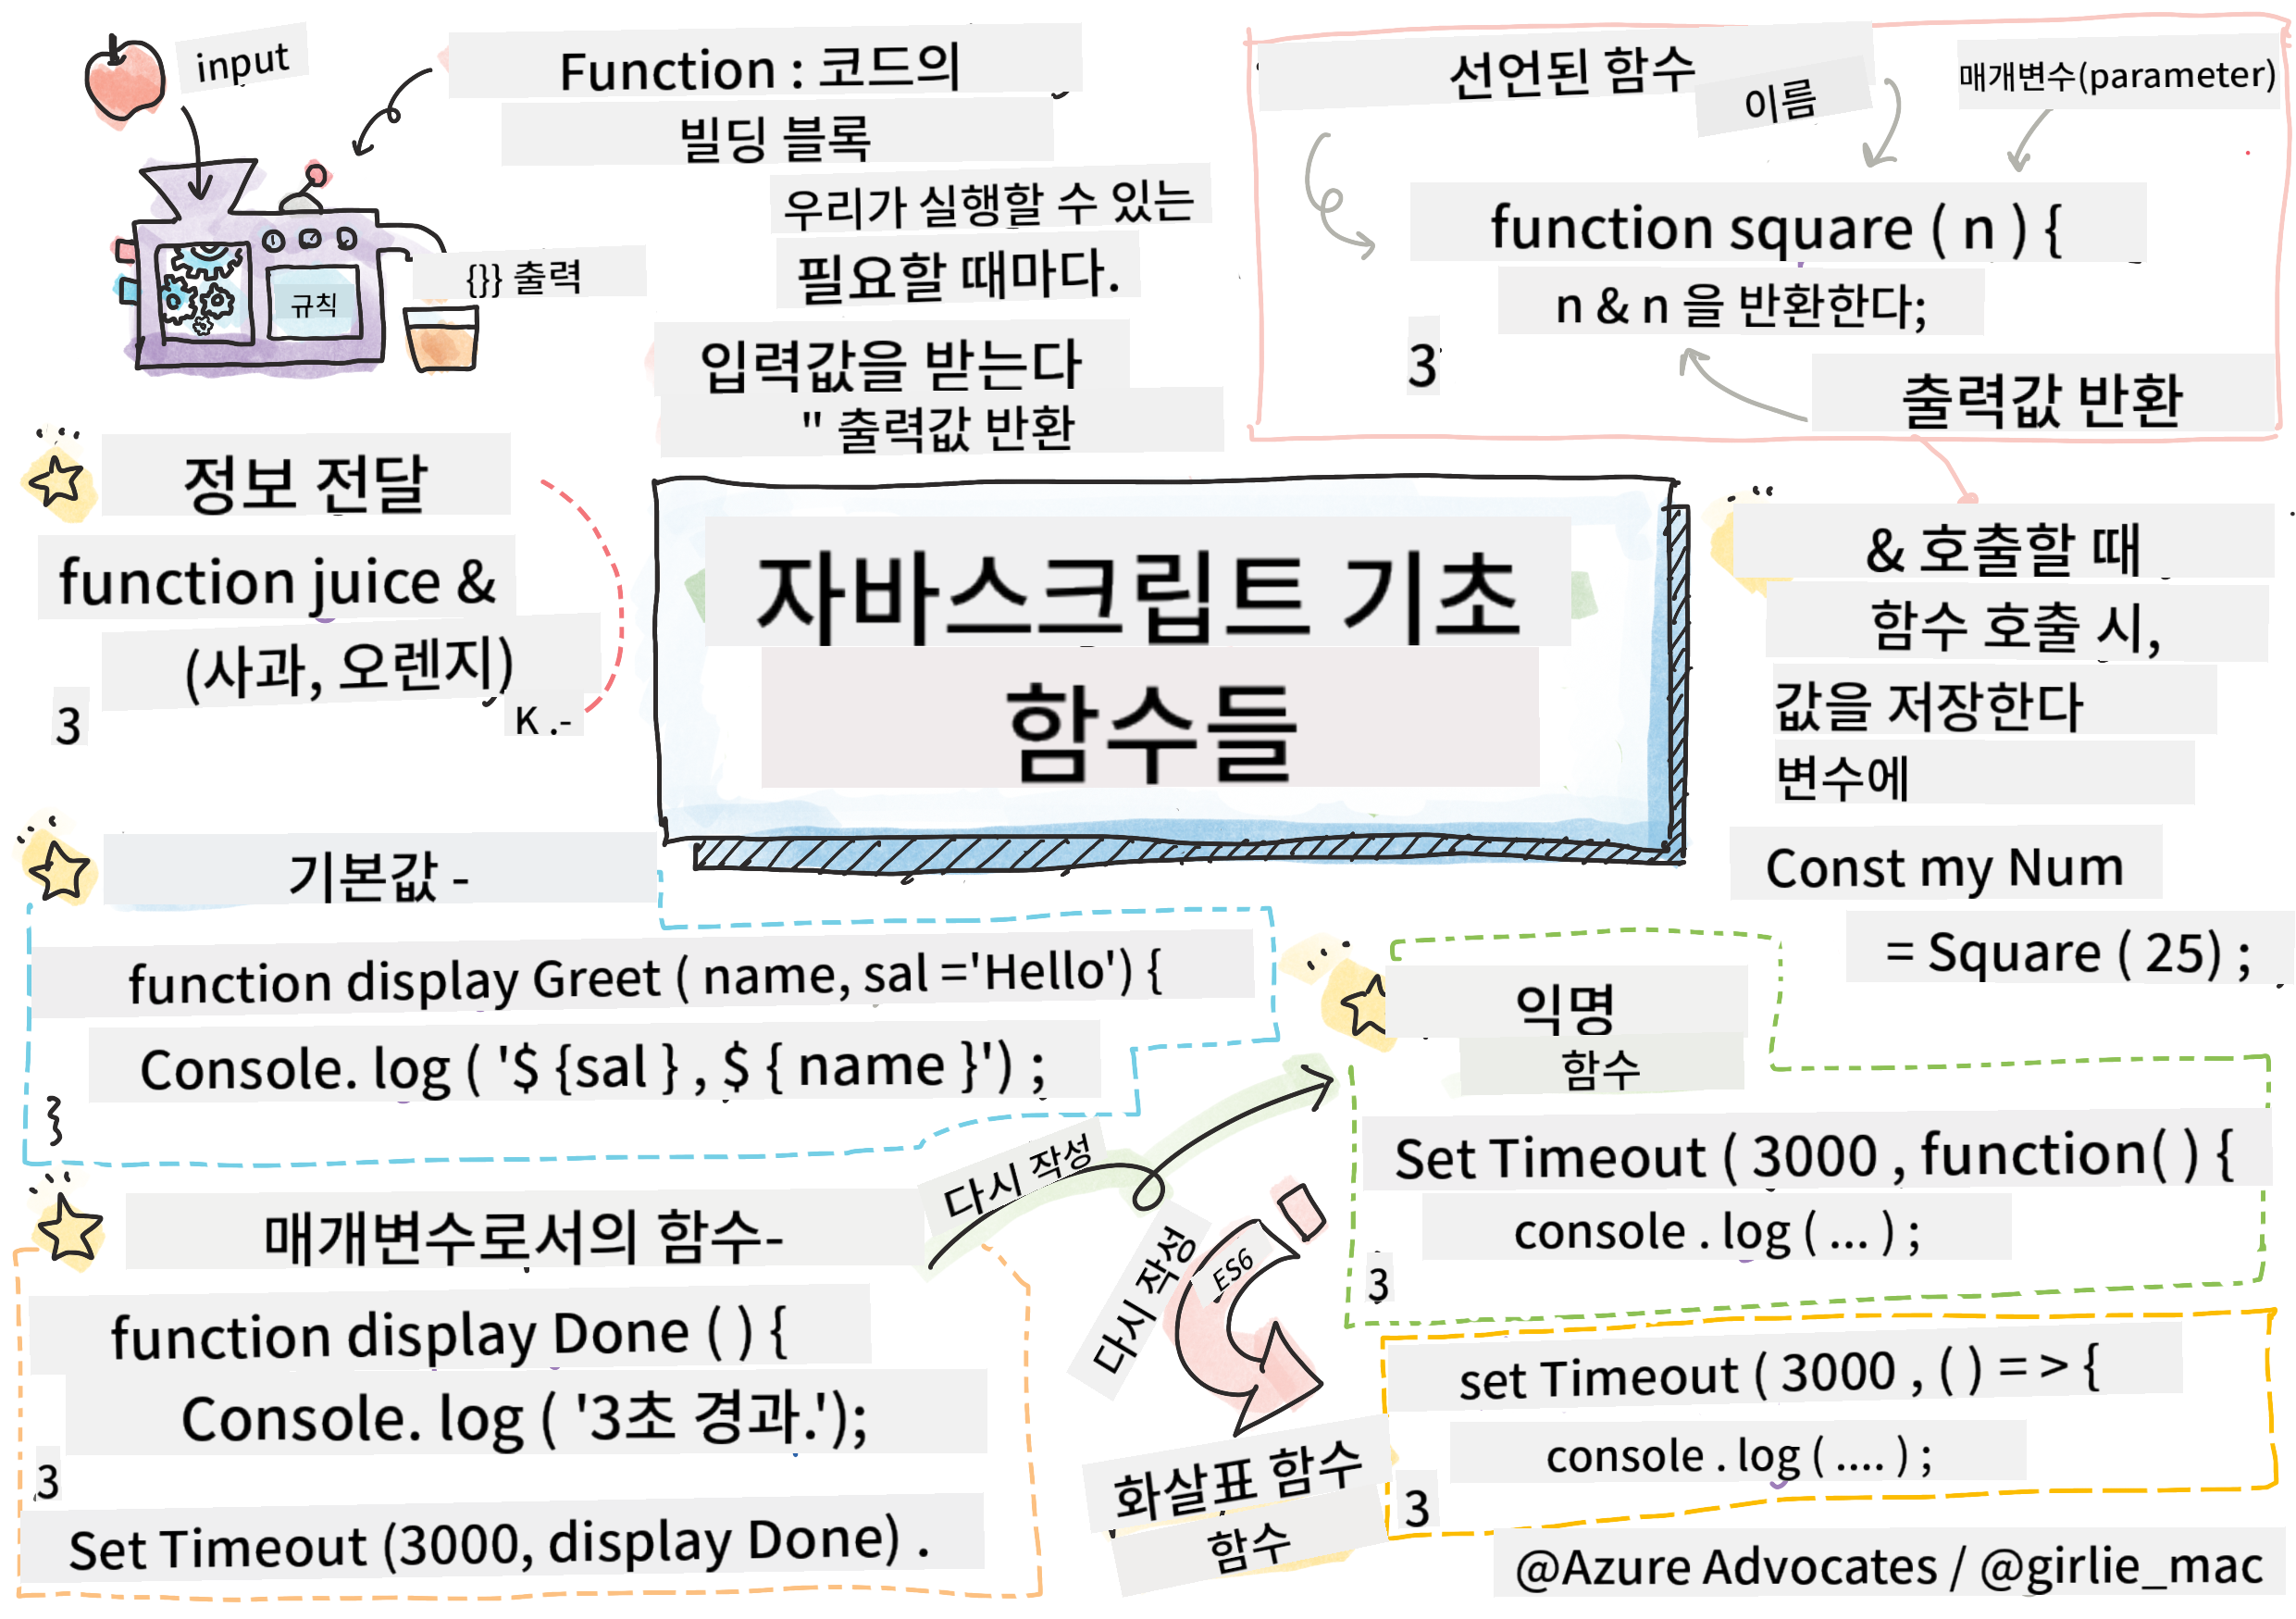 input
Function : 코드의
빌딩 블록
우리가 실행할 수 있는
필요할 때마다.
{}} 출력
규칙
입력값을 받는다
" 출력값 반환
선언된 함수
이름
매개변수(parameter)
function square ( n ) {
n & n 을 반환한다;
3
출력값 반환
정보 전달
function juice &
(사과, 오렌지)
3
K .-
자바스크립트 기초
함수들
& 호출할 때
함수 호출 시,
값을 저장한다
변수에
Const my Num
= Square ( 25) ;
기본값 -
function display Greet ( name, sal ='Hello') {
Console. log ( '$ {sal } , $ { name }') ;
}
매개변수로서의 함수-
function display Done ( ) {
Console. log ( '3초 경과.');
3
Set Timeout (3000, display Done) .
다시 작성
익명
함수
Set Timeout ( 3000 , function( ) {
console . log ( ... ) ;
3
다시 작성
ES6
화살표 함수
함수
set Timeout ( 3000 , ( ) = > {
console . log ( .... ) ;
3
@Azure Advocates / @girlie_mac